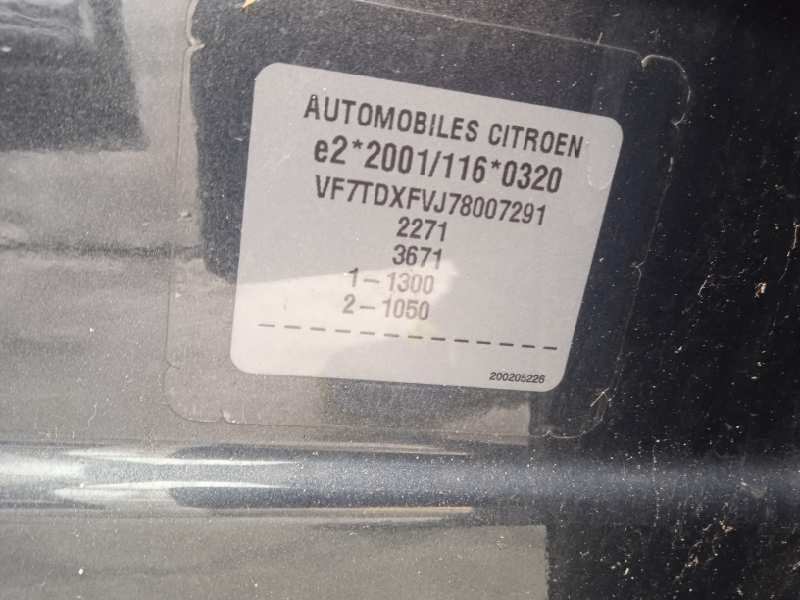 AUTOMOBILES CITROEN
e2*2001/116*0320
VF7TDXFVJ78007291
2271
3671
1-1300
2-1050
200205226